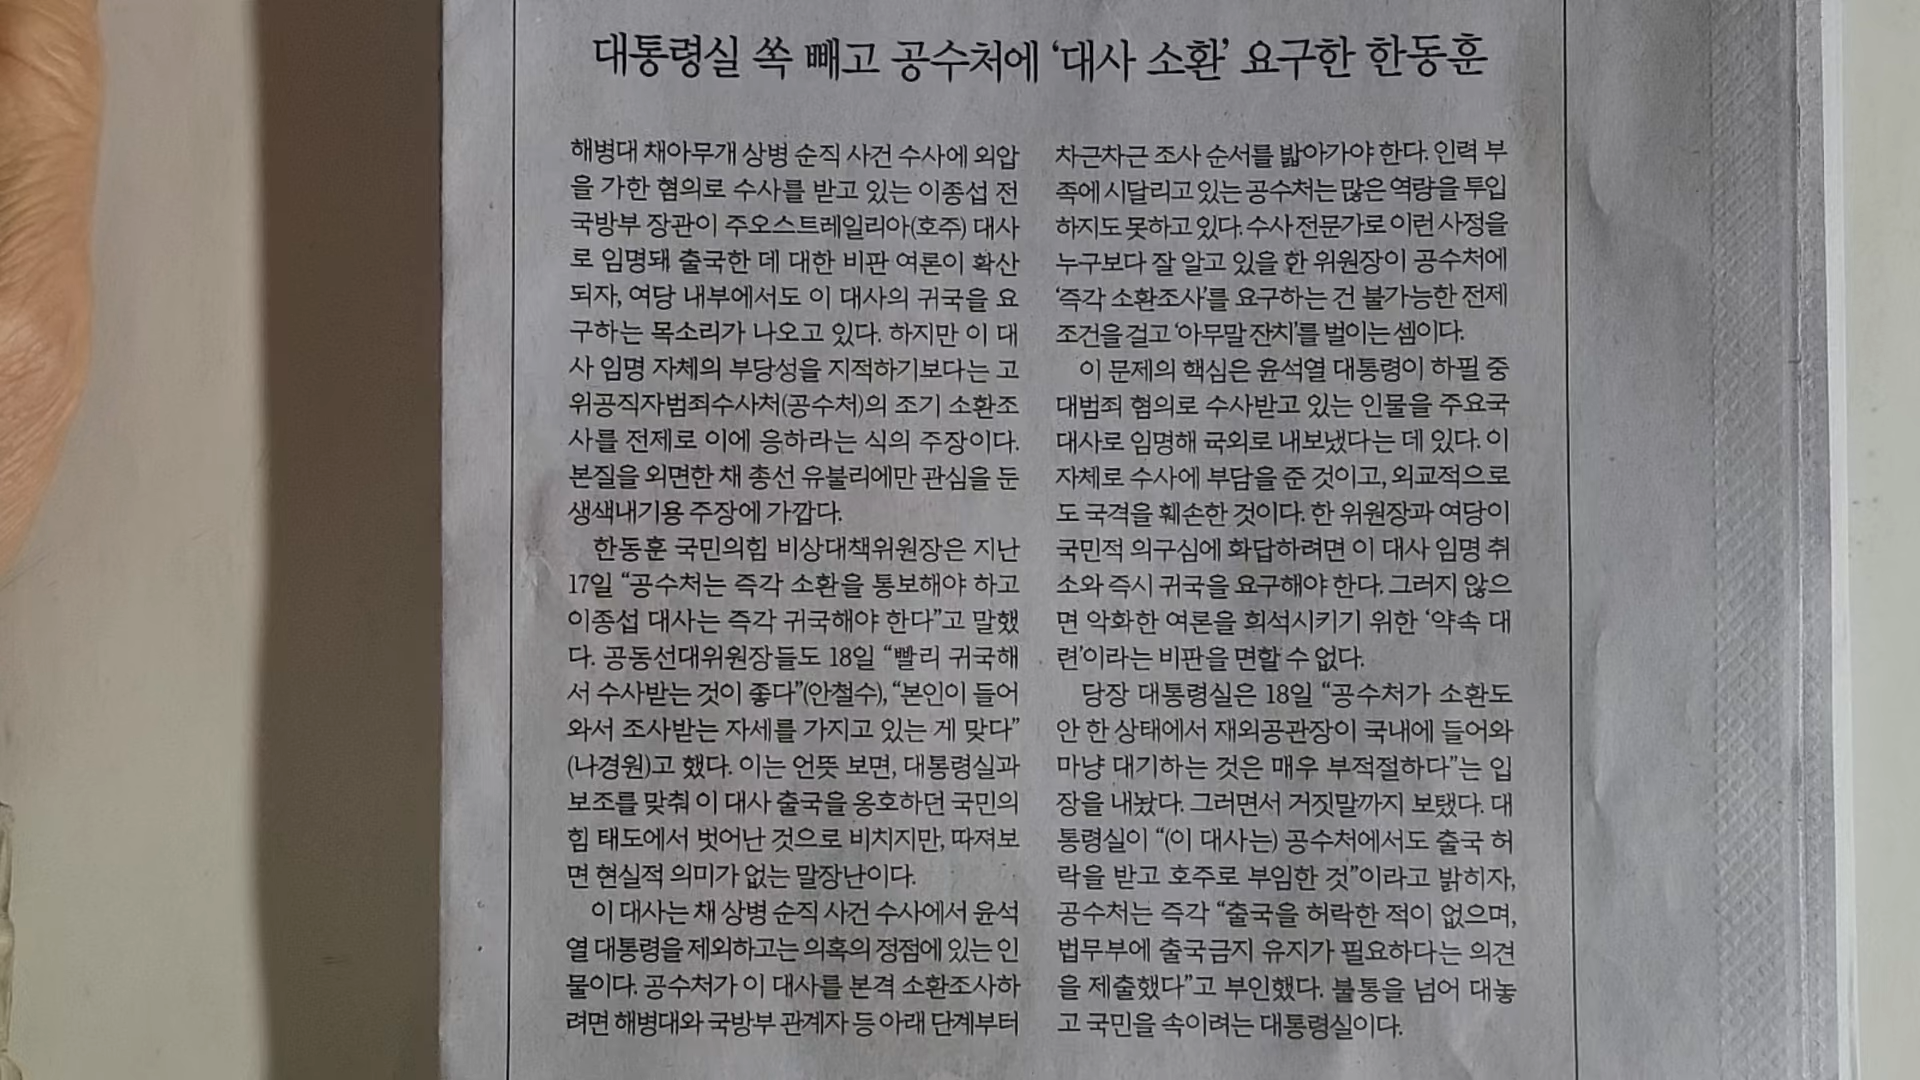 대통령실 쏙 빼고 공수처에 ‘대사 소환’ 요구한 한동훈
해병대 채아무개 상병 순직 사건 수사에 외압
을 가한 혐의로 수사를 받고 있는 이종섭 전
국방부 장관이 주오스트레일리아(호주) 대사
로 임명돼 출국한 데 대한 비판 여론이 확산
되자, 여당 내부에서도 이 대사의 귀국을 요
구하는 목소리가 나오고 있다. 하지만 이 대
사 임명 자체의 부당성을 지적하기보다는 고
위공직자범죄수사처(공수처)의 조기 소환조
사를 전제로 이에 응하라는 식의 주장이다.
본질을 외면한 채 총선 유불리에만 관심을 둔
생색내기용 주장에 가깝다.
한동훈 국민의힘 비상대책위원장은 지난
17일 “공수처는 즉각 소환을 통보해야 하고
이종섭 대사는 즉각 귀국해야 한다”고 말했
다. 공동선대위원장들도 18일 “빨리 귀국해
서 수사받는 것이 좋다”(안철수), “본인이 들어
와서 조사받는 자세를 가지고 있는 게 맞다”
(나경원)고 했다. 이는 언뜻 보면, 대통령실과
보조를 맞춰 이 대사 출국을 옹호하던 국민의
힘 태도에서 벗어난 것으로 비치지만, 따져보
면 현실적 의미가 없는 말장난이다.
이 대사는 채 상병 순직 사건 수사에서 윤석
열 대통령을 제외하고는 의혹의 정점에 있는 인
물이다. 공수처가 이 대사를 본격 소환조사하
려면 해병대와 국방부 관계자 등 아래 단계부터
차근차근 조사 순서를 밟아가야 한다. 인력 부
족에 시달리고 있는 공수처는 많은 역량을 투입
하지도 못하고 있다. 수사 전문가로 이런 사정을
누구보다 잘 알고 있을 한 위원장이 공수처에
‘즉각 소환조사’를 요구하는 건 불가능한 전제
조건을 걸고 ‘아무말 잔치’를 벌이는 셈이다.
이 문제의 핵심은 윤석열 대통령이 하필 중
대범죄 혐의로 수사받고 있는 인물을 주요국
대사로 임명해 국외로 내보냈다는 데 있다. 이
자체로 수사에 부담을 준 것이고, 외교적으로
도 국격을 훼손한 것이다. 한 위원장과 여당이
국민적 의구심에 화답하려면 이 대사 임명 취
소와 즉시 귀국을 요구해야 한다. 그러지 않으
면 악화한 여론을 희석시키기 위한 ‘약속 대
련’이라는 비판을 면할 수 없다.
당장 대통령실은 18일 “공수처가 소환도
안 한 상태에서 재외공관장이 국내에 들어와
마냥 대기하는 것은 매우 부적절하다”는 입
장을 내놨다. 그러면서 거짓말까지 보탰다. 대
통령실이 “(이 대사는) 공수처에서도 출국 허
락을 받고 호주로 부임한 것”이라고 밝히자,
공수처는 즉각 “출국을 허락한 적이 없으며,
법무부에 출국금지 유지가 필요하다는 의견
을 제출했다”고 부인했다. 불통을 넘어 대놓
고 국민을 속이려는 대통령실이다.